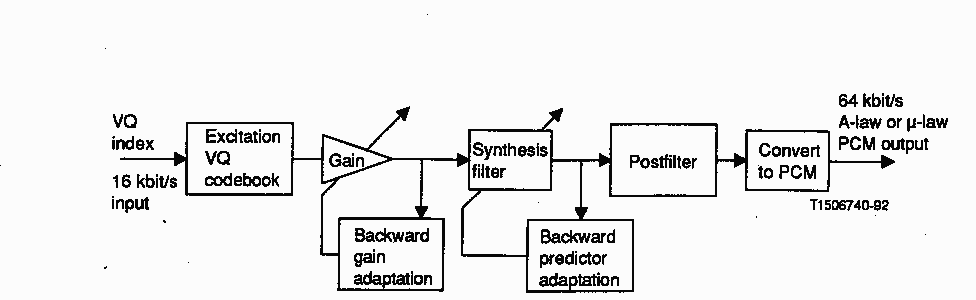 VQ
index
16 kbit/s
input
Excitation
VQ
codebook
Gain
Backward
gain
adaptation
Synthesis
filter
Backward
predictor
adaptation
Postfilter
Convert
to PCM
64 kbit/s
A-law or µ-law
PCM output
T1506740-92